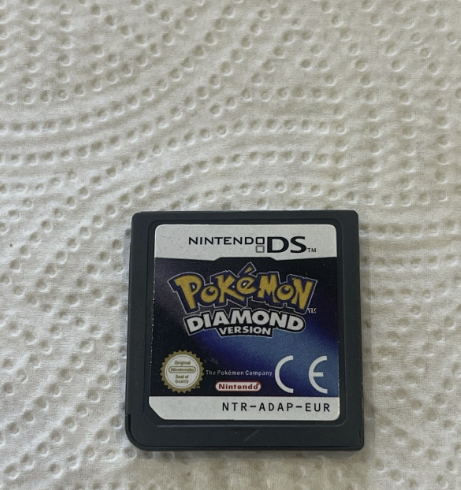 NINTENDO DS™
POKéMON
DIAMOND
VERSION
Original
Nintendo
Seal of
Quality
The Pokémon Company
Nintendo
CE
NTR-ADAP-EUR